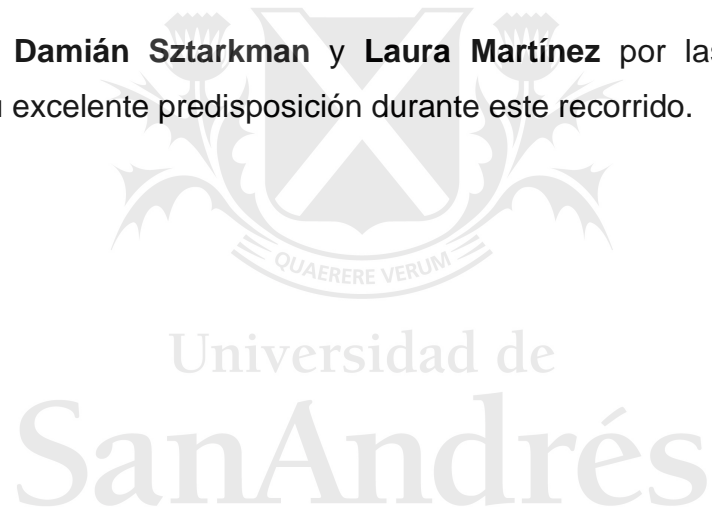 Damián Sztarkman y Laura Martínez por las
excelente predisposición durante este recorrido.
QUAERERE VERUM
Universidad de
SanAndrés